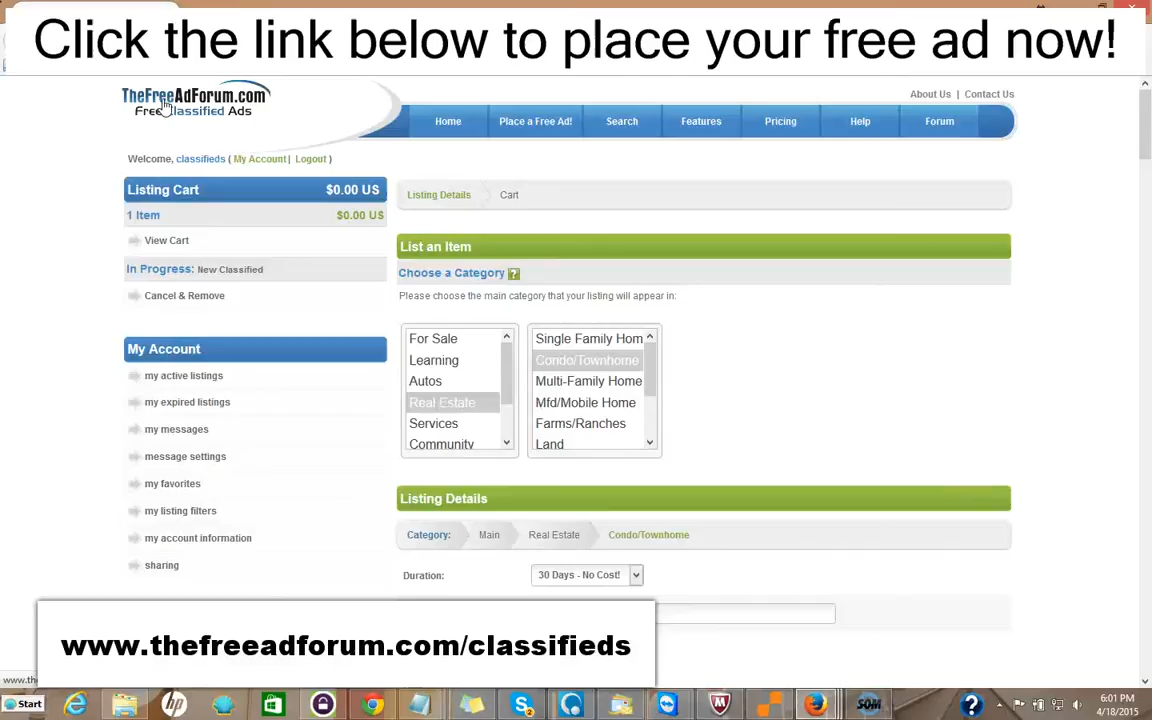 Click the link below to place your free ad now!
TheFreeAdForum.com
Free Classified Ads
About Us | Contact Us
Home
Place a Free Ad!
Search
Features
Pricing
Help
Forum
Welcome, classifieds ( My Account | Logout )
Listing Cart $0.00 US
1 Item $0.00 US
View Cart
In Progress: New Classified
Cancel & Remove
My Account
my active listings
my expired listings
my messages
message settings
my favorites
my listing filters
my account information
sharing
Listing Details Cart
List an Item
Choose a Category ?
Please choose the main category that your listing will appear in:
For Sale
Learning
Autos
Real Estate
Services
Community
Single Family Hom
Condo/Townhome
Multi-Family Home
Mfd/Mobile Home
Farms/Ranches
Land
Listing Details
Category: Main Real Estate Condo/Townhome
Duration: 30 Days - No Cost!
www.thefreeadforum.com/classifieds
www.th
Start
6:01 PM
4/18/2015